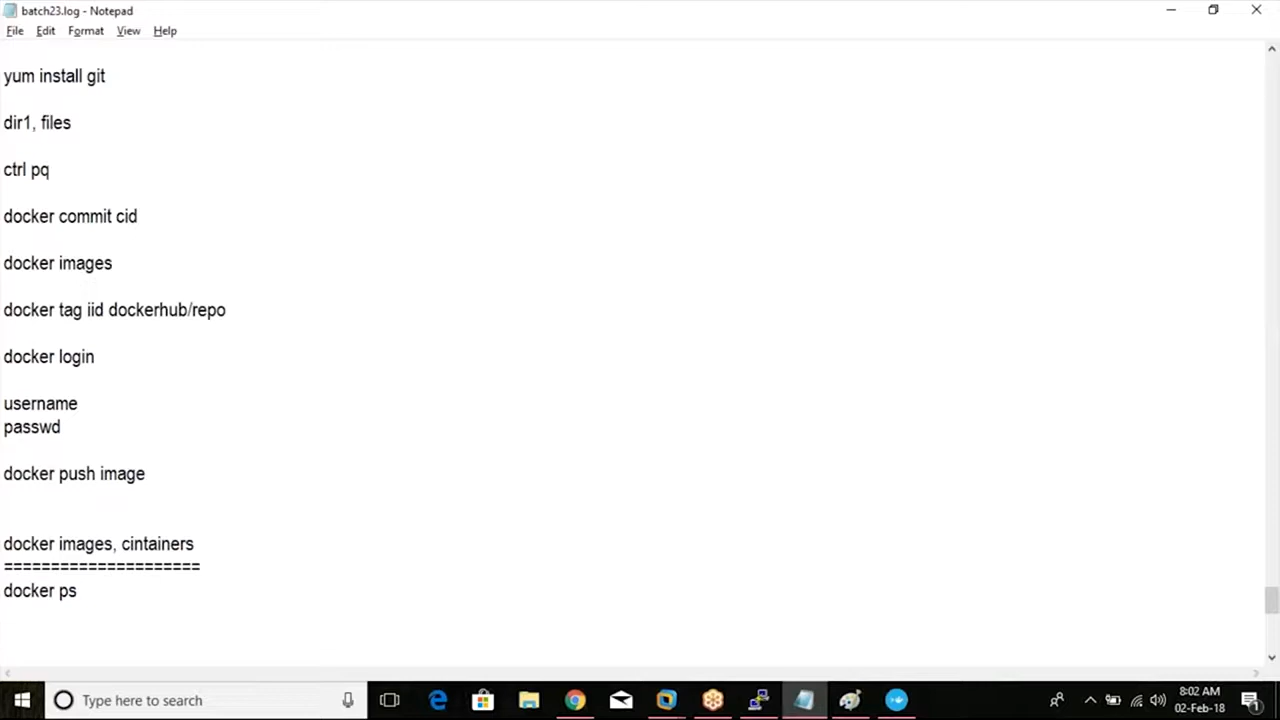 batch23.log - Notepad
File Edit Format View Help
yum install git
dir1, files
ctrl pq
docker commit cid
docker images
docker tag iid dockerhub/repo
docker login
username
passwd
docker push image
docker images, cintainers
=====================
docker ps
Type here to search
8:02 AM
02-Feb-18
1